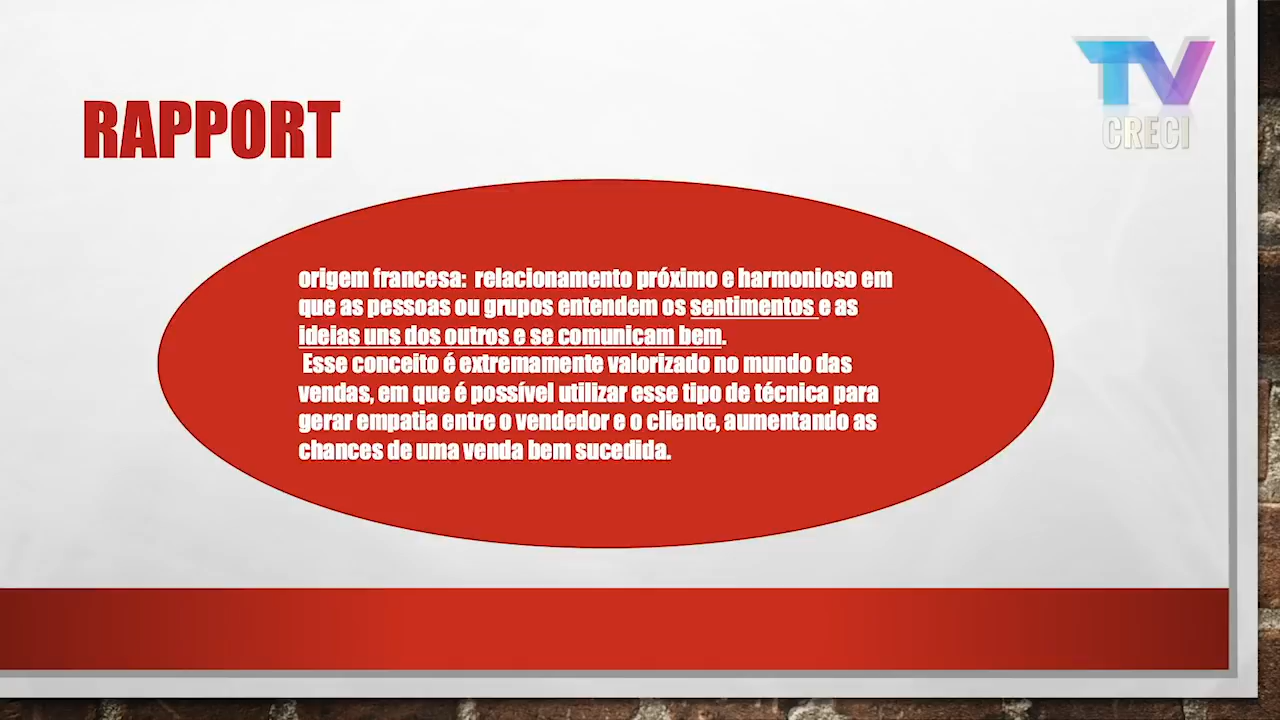 TV
CRECI
RAPPORT
origem francesa: relacionamento próximo e harmonioso em
que as pessoas ou grupos entendem os sentimentos e as
ideias uns dos outros e se comunicam bem.
Esse conceito é extremamente valorizado no mundo das
vendas, em que é possível utilizar esse tipo de técnica para
gerar empatia entre o vendedor e o cliente, aumentando as
chances de uma venda bem sucedida.